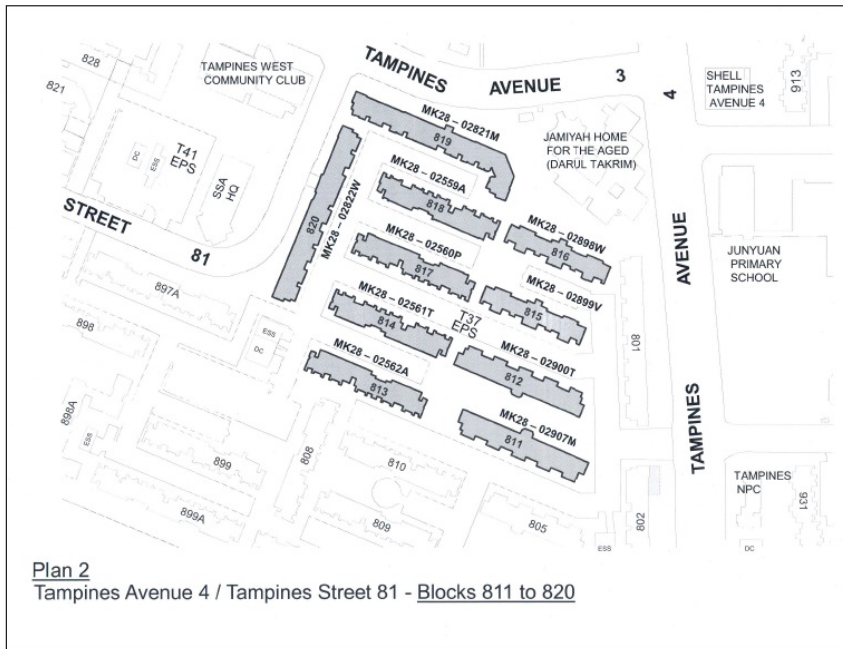 828
821
TAMPINES WEST
COMMUNITY CLUB
TAMPINES AVENUE 3
4
SHELL
TAMPINES
AVENUE 4
913
T41
EPS
DC
ESS
SSA
HQ
MK28 – 02821M
819
JAMIYAH HOME
FOR THE AGED
(DARUL TAKRIM)
820
MK28 – 02822W
MK28 – 02559A
818
STREET 81
MK28 – 02898W
816
MK28 – 02560P
817
MK28 – 02899V
815
AVENUE
JUNYUAN
PRIMARY
SCHOOL
897A
898
MK28 – 02561T
814
T37
EPS
801
ESS
DC
MK28 – 02900T
812
MK28 – 02562A
813
TAMPINES
898A
ESS
899
808
MK28 – 02907M
811
810
899A
809
805
802
ESS
TAMPINES
NPC
931
DC
Plan 2
Tampines Avenue 4 / Tampines Street 81 - Blocks 811 to 820